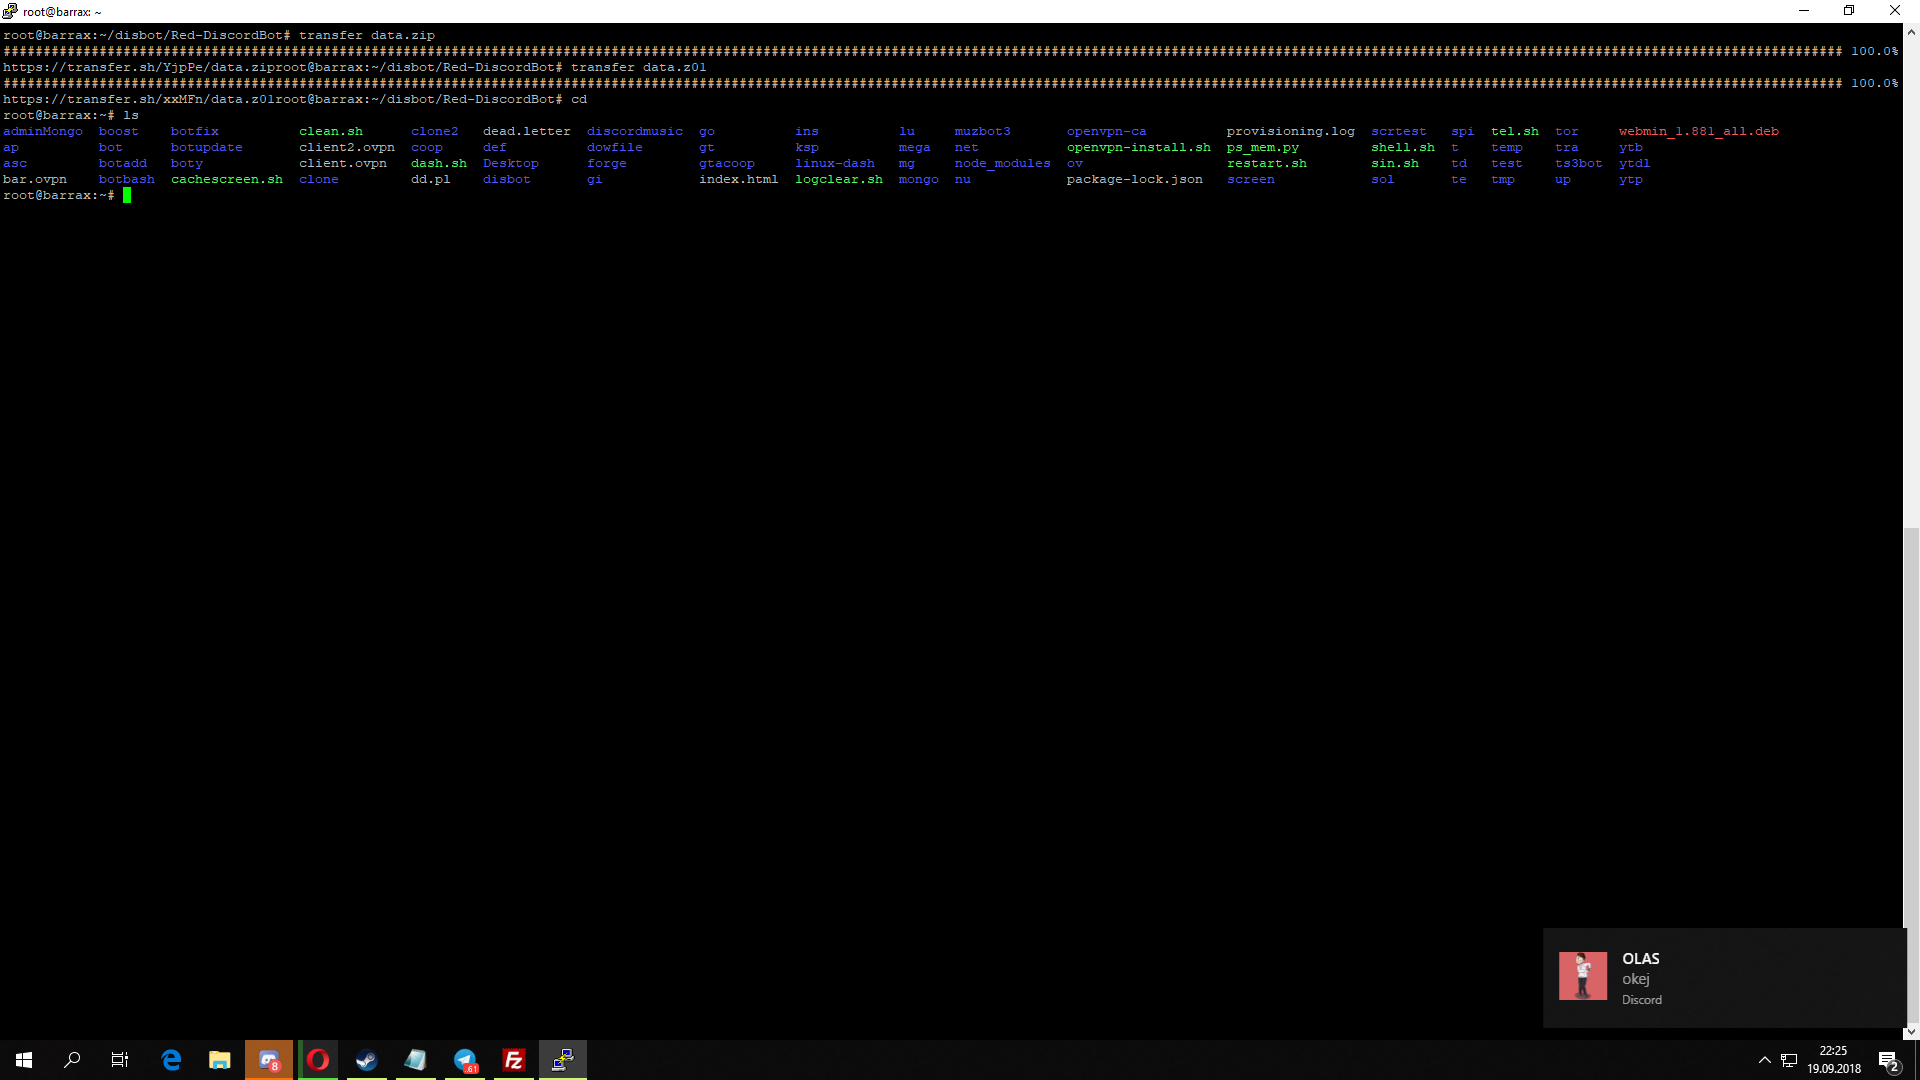 root@barrax: ~
root@barrax:~/disbot/Red-DiscordBot# transfer data.zip
###################################################################################################################################################################################################################################### 100.0%
https://transfer.sh/YjpPe/data.ziproot@barrax:~/disbot/Red-DiscordBot# transfer data.z01
###################################################################################################################################################################################################################################### 100.0%
https://transfer.sh/xxMFn/data.z01root@barrax:~/disbot/Red-DiscordBot# cd
root@barrax:~# ls
adminMongo boost botfix clean.sh clone2 dead.letter discordmusic go ins lu muzbot3 openvpn-ca provisioning.log scrtest spi tel.sh tor webmin_1.881_all.deb
ap bot botupdate client2.ovpn coop def dowfile gt ksp mega net openvpn-install.sh ps_mem.py shell.sh t temp tra ytb
asc botadd boty client.ovpn dash.sh Desktop forge gtacoop linux-dash mg node_modules ov restart.sh sin.sh td test ts3bot ytdl
bar.ovpn botbash cachescreen.sh clone dd.pl disbot gi index.html logclear.sh mongo nu package-lock.json screen sol te tmp up ytp
root@barrax:~#
OLAS
okej
Discord
8
61
22:25
19.09.2018
2